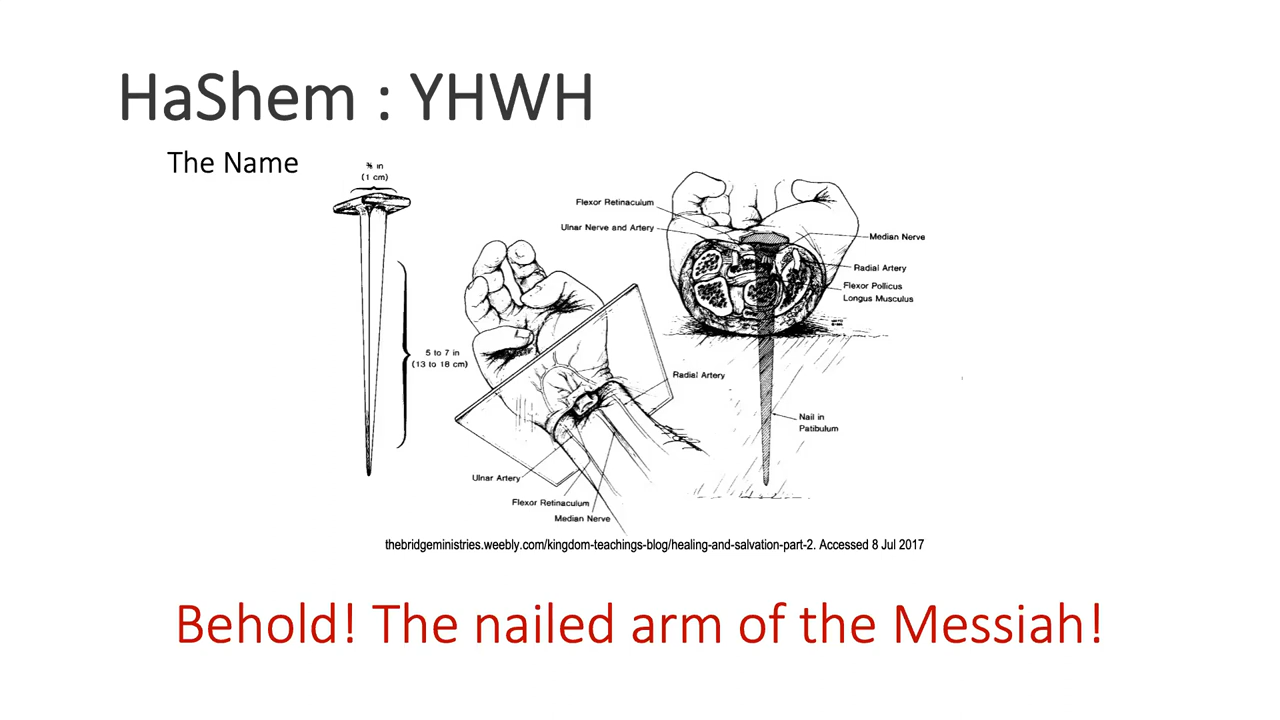 HaShem : YHWH
The Name
⅜ in
(1 cm)
5 to 7 in
(13 to 18 cm)
Flexor Retinaculum
Ulnar Nerve and Artery
Median Nerve
Radial Artery
Flexor Pollicus
Longus Musculus
Radial Artery
Nail in
Patibulum
Ulnar Artery
Flexor Retinaculum
Median Nerve
thebridgeministries.weebly.com/kingdom-teachings-blog/healing-and-salvation-part-2. Accessed 8 Jul 2017
Behold! The nailed arm of the Messiah!